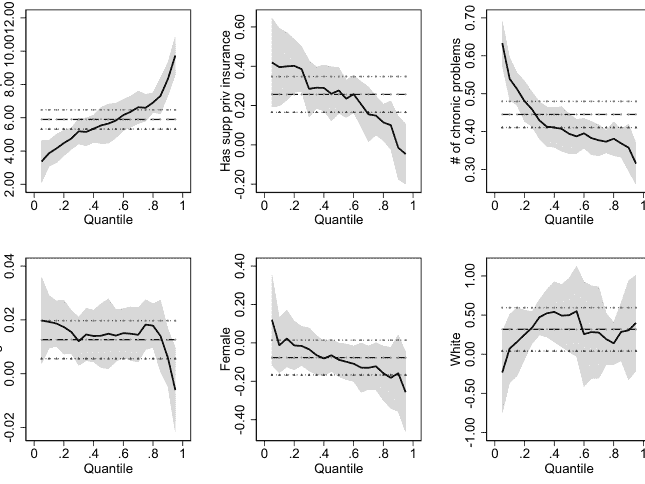 2.00 4.00 6.00 8.00 10.00 12.00
0 .2 .4 .6 .8 1
Quantile
Has supp priv insurance
-0.20 0.00 0.20 0.40 0.60
0 .2 .4 .6 .8 1
Quantile
# of chronic problems
0.30 0.40 0.50 0.60 0.70
0 .2 .4 .6 .8 1
Quantile
-0.02 0.00 0.02 0.04
0 .2 .4 .6 .8 1
Quantile
Female
-0.40 -0.20 0.00 0.20 0.40
0 .2 .4 .6 .8 1
Quantile
White
-1.00 -0.50 0.00 0.50 1.00
0 .2 .4 .6 .8 1
Quantile